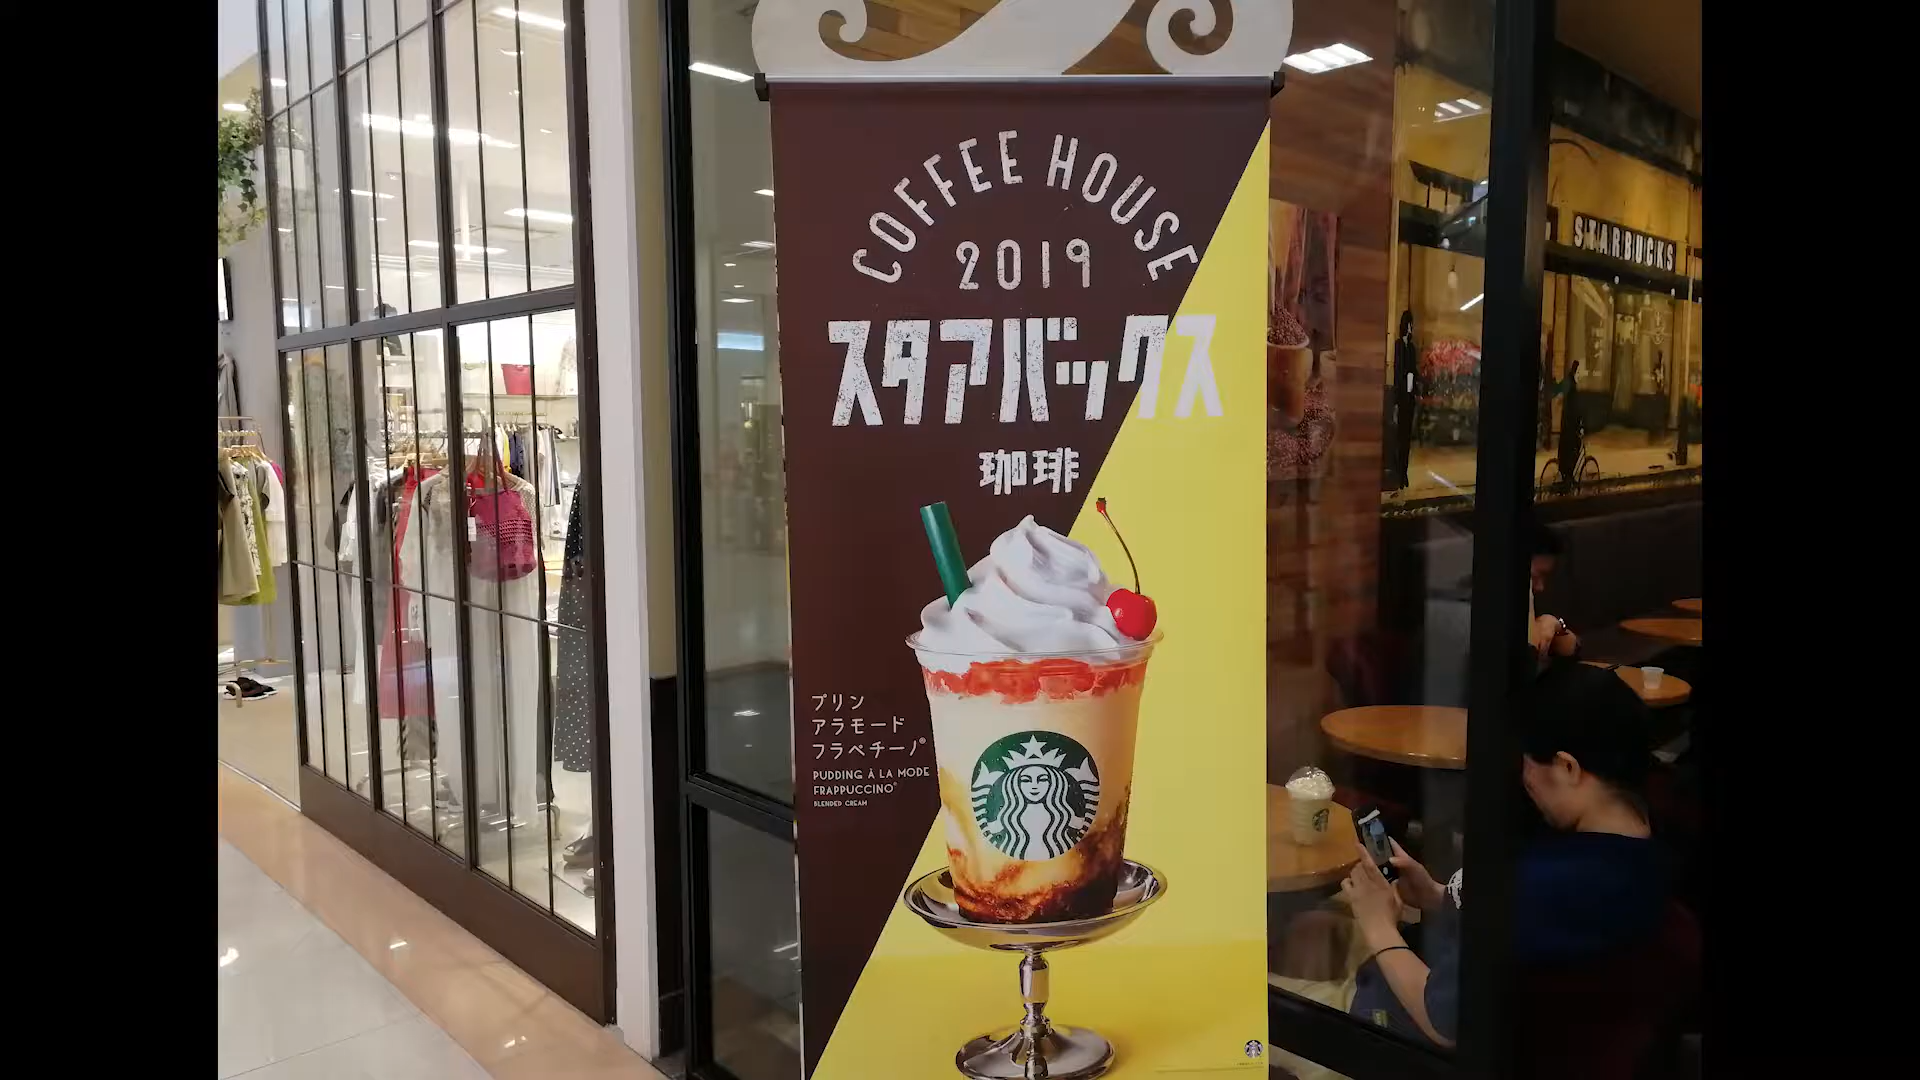 COFFEE HOUSE
2019
スタアバックス
珈琲
プリン
アラモード
フラペチーノ®
PUDDING À LA MODE
FRAPPUCCINO®
BLENDED CREAM
STARBUCKS